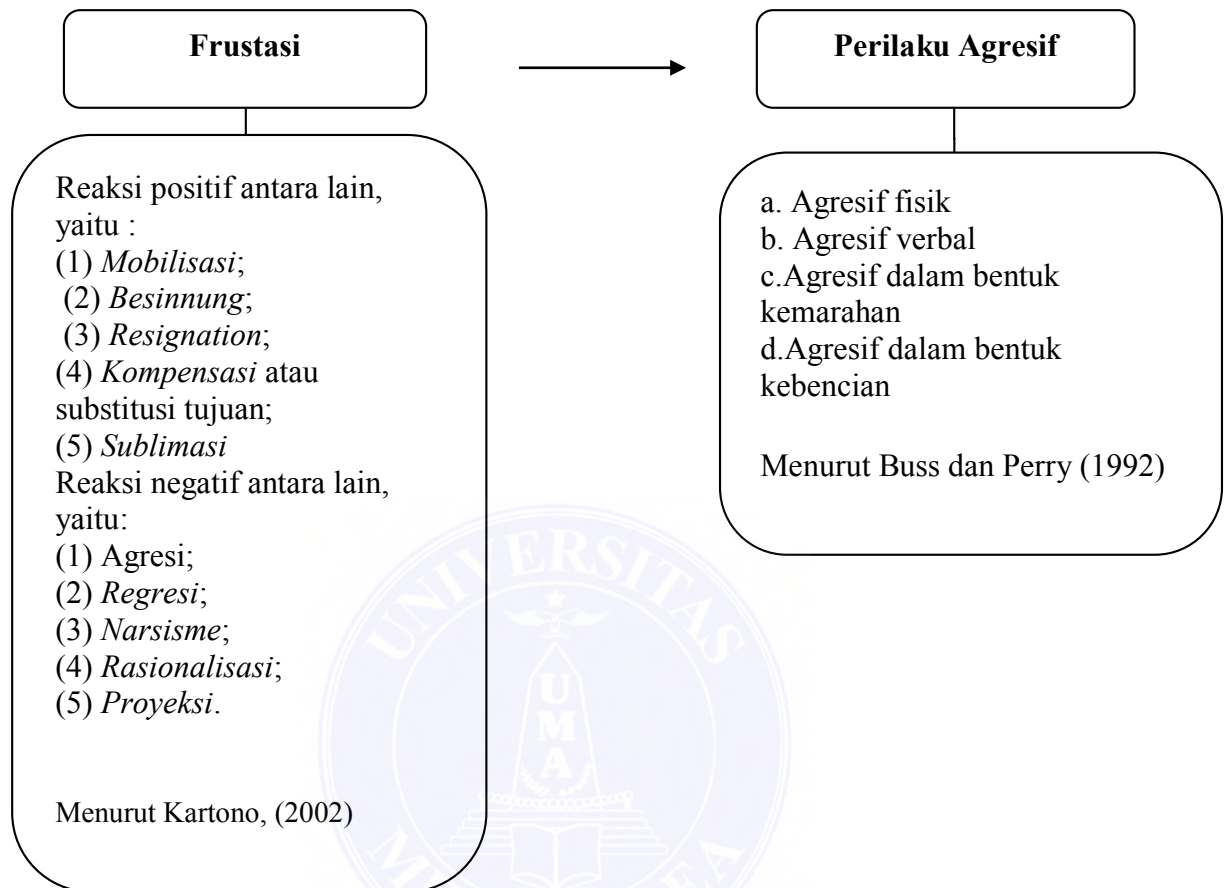 Frustasi
Perilaku Agresif
Reaksi positif antara lain,
yaitu :
(1) Mobilisasi;
(2) Besinnung;
(3) Resignation;
(4) Kompensasi atau
substitusi tujuan;
(5) Sublimasi
Reaksi negatif antara lain,
yaitu:
(1) Agresi;
(2) Regresi;
(3) Narsisme;
(4) Rasionalisasi;
(5) Proyeksi.
Menurut Kartono, (2002)
a. Agresif fisik
b. Agresif verbal
c.Agresif dalam bentuk
kemarahan
d.Agresif dalam bentuk
kebencian
Menurut Buss dan Perry (1992)
UNIVERSITAS
UMA